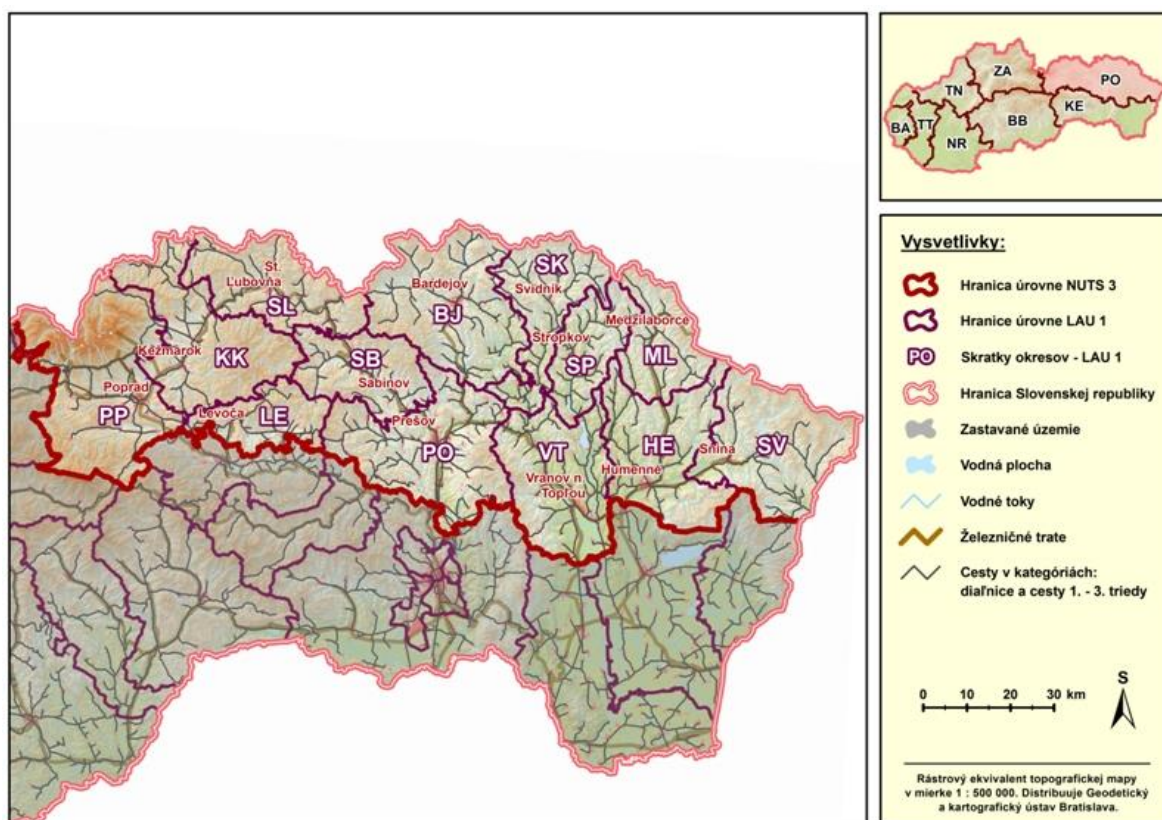 St.
Ľubovňa
SL
Bardejov
BJ
SK
Svidník
Stropkov
SP
Medzilaborce
ML
Kežmarok
KK
SB
Sabinov
Poprad
PP
Levoča
LE
Prešov
PO
VT
Vranov n.
Topľou
HE
Humenné
Snina
SV
ZA
PO
TN
KE
BA
TT
BB
NR
Vysvetlivky:
Hranica úrovne NUTS 3
Hranice úrovne LAU 1
PO
Skratky okresov - LAU 1
Hranica Slovenskej republiky
Zastavané územie
Vodná plocha
Vodné toky
Železničné trate
Cesty v kategóriách:
diaľnice a cesty 1. - 3. triedy
S
0 10 20 30 km
Rástrový ekvivalent topografickej mapy
v mierke 1 : 500 000. Distribuuje Geodetický
a kartografický ústav Bratislava.